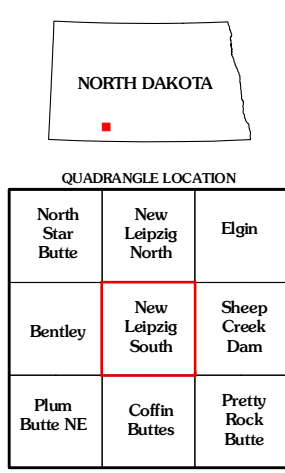 NORTH DAKOTA
QUADRANGLE LOCATION
North
Star
Butte
New
Leipzig
North
Elgin
Bentley
New
Leipzig
South
Sheep
Creek
Dam
Plum
Butte NE
Coffin
Buttes
Pretty
Rock
Butte